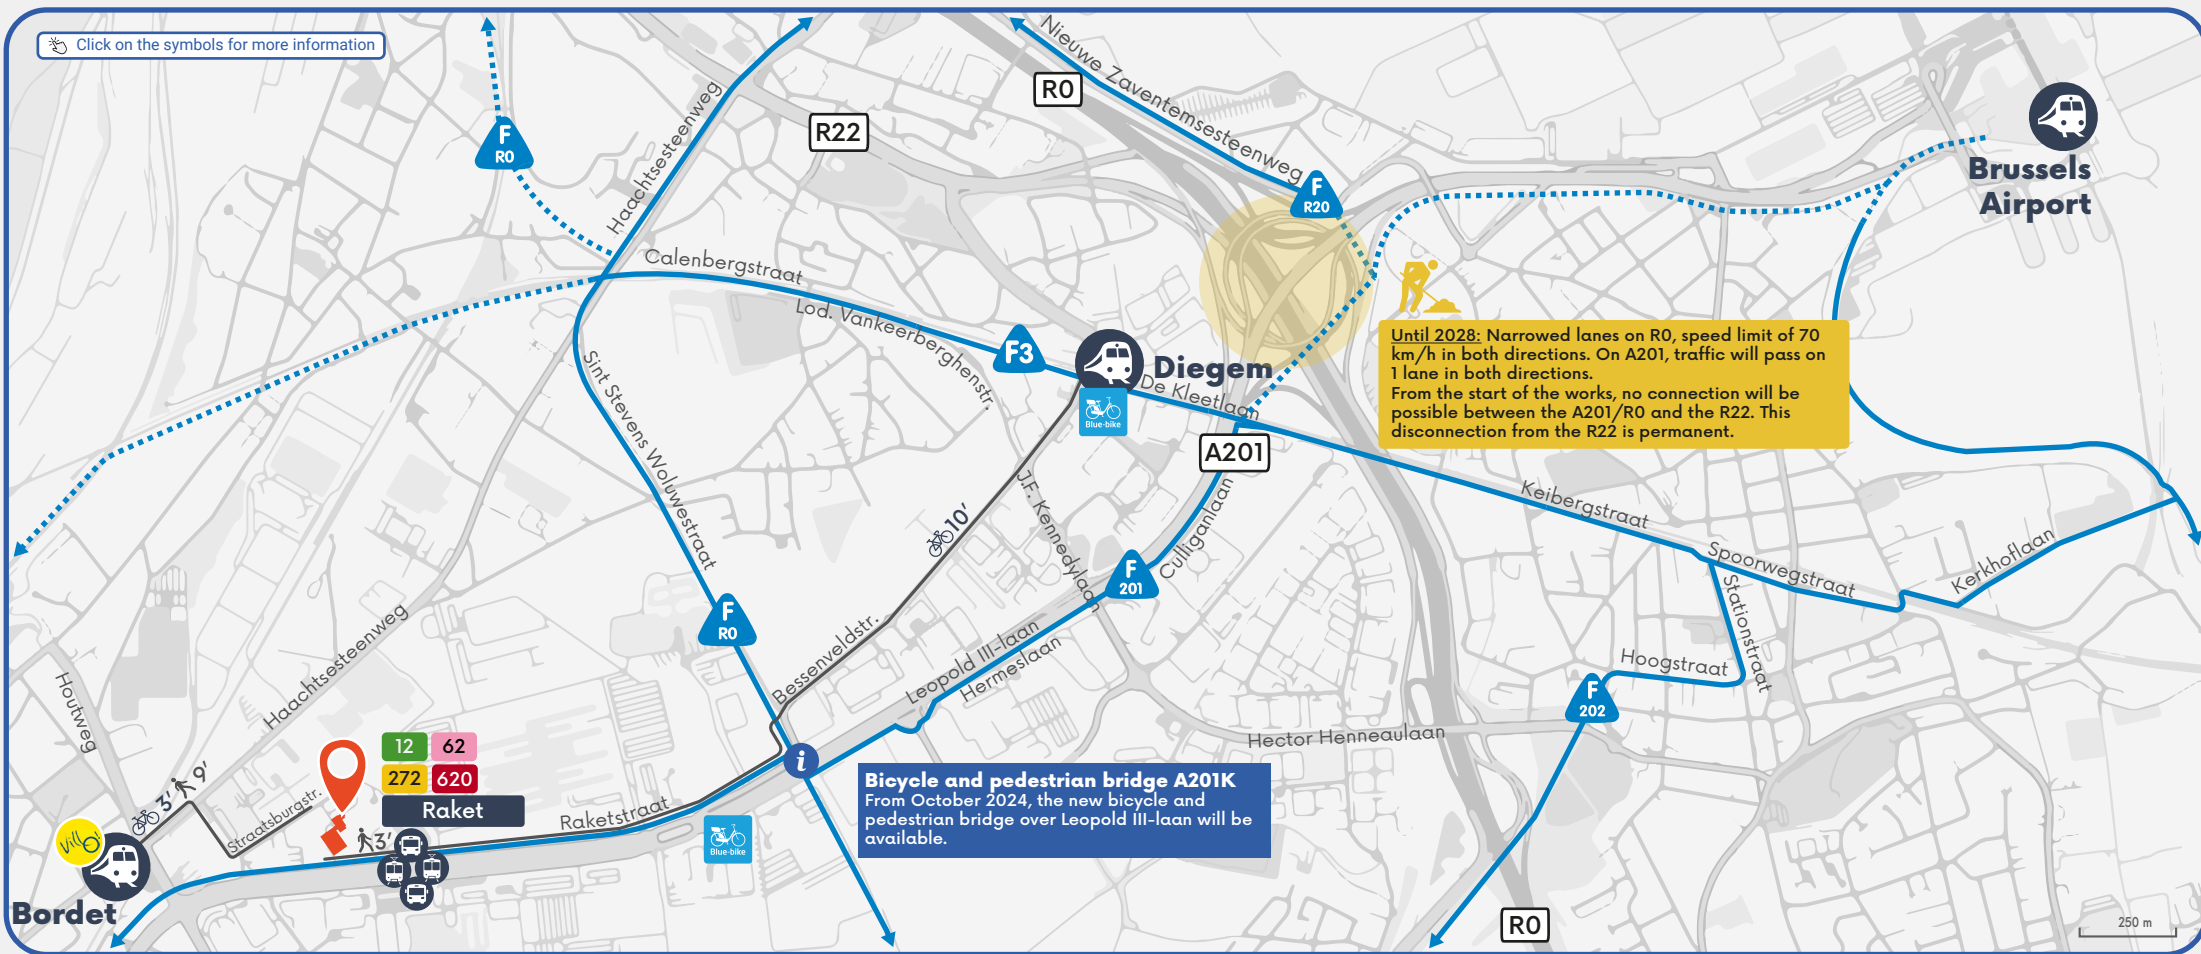 Click on the symbols for more information
Nieuwe Zaventemsesteenweg
R0
R22
F
R0
Haachtsesteenweg
F
R20
Brussels
Airport
Calenbergstraat
Lod. Vankeerberghenstr.
F3
Diegem
De Kleetlaan
Blue-bike
A201
Until 2028: Narrowed lanes on R0, speed limit of 70
km/h in both directions. On A201, traffic will pass on
1 lane in both directions.
From the start of the works, no connection will be
possible between the A201/R0 and the R22. This
disconnection from the R22 is permanent.
Sint Stevens Woluwestraat
J.F. Kennedylaan
10'
Culliganlaan
Keibergstraat
Spoorwegstraat
Kerkhoflaan
Stationstraat
F
201
F
R0
Bessenveldstr.
Leopold III-laan
Hermeslaan
Hoogstraat
F
202
Hector Henneaulaan
Haachtsesteenweg
Houtweg
12
62
272
620
Raket
3'
9'
Straatsburgstr.
3'
Raketstraat
i
Bicycle and pedestrian bridge A201K
From October 2024, the new bicycle and
pedestrian bridge over Leopold III-laan will be
available.
Blue-bike
Villo!
Bordet
R0
250 m